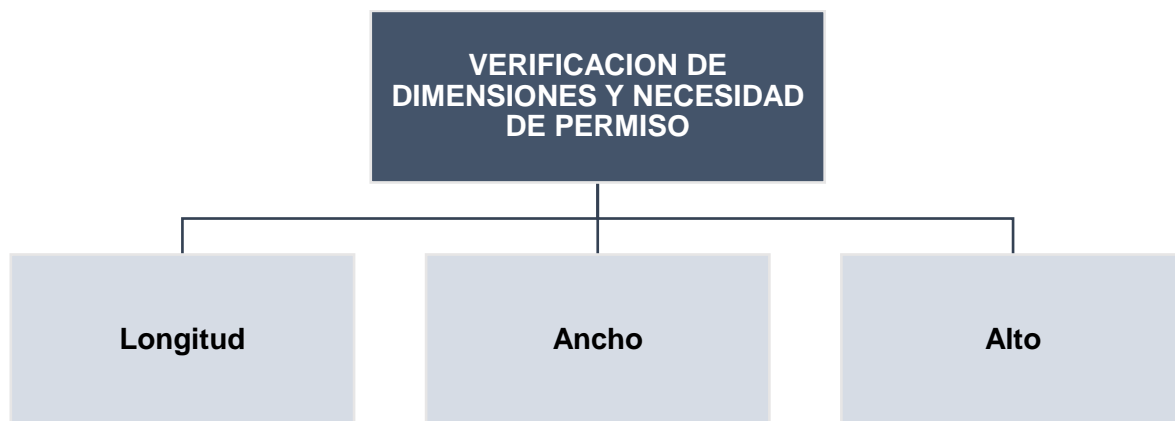 VERIFICACION DE
DIMENSIONES Y NECESIDAD
DE PERMISO
Longitud
Ancho
Alto